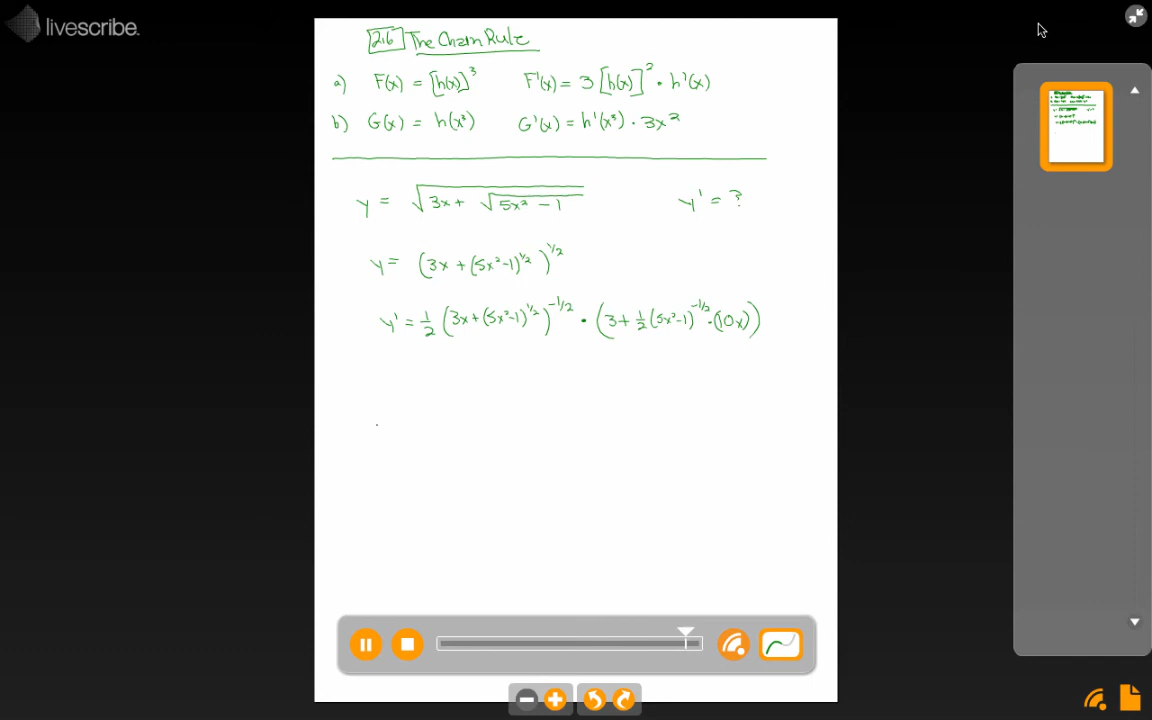 livescribe
2.6 The Chain Rule
a) F(x) = [h(x)]³ F'(x) = 3[h(x)]² • h'(x)
b) G(x) = h(x³) G'(x) = h'(x³) • 3x²
y = √(3x + √(5x² - 1)) y' = ?
y = (3x + (5x²-1)^1/2)^1/2
y' = 1/2 (3x + (5x²-1)^1/2)^-1/2 • (3 + 1/2 (5x²-1)^-1/2 • (10x))